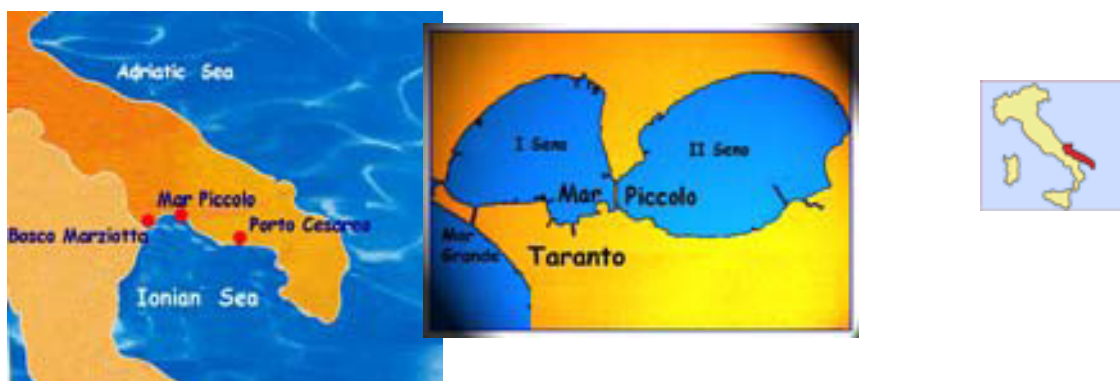 Adriatic Sea
Mar Piccolo
Bosco Marziotta
Porto Cesareo
Ionian Sea
I Seno
II Seno
Mar Piccolo
Mar
Grande
Taranto